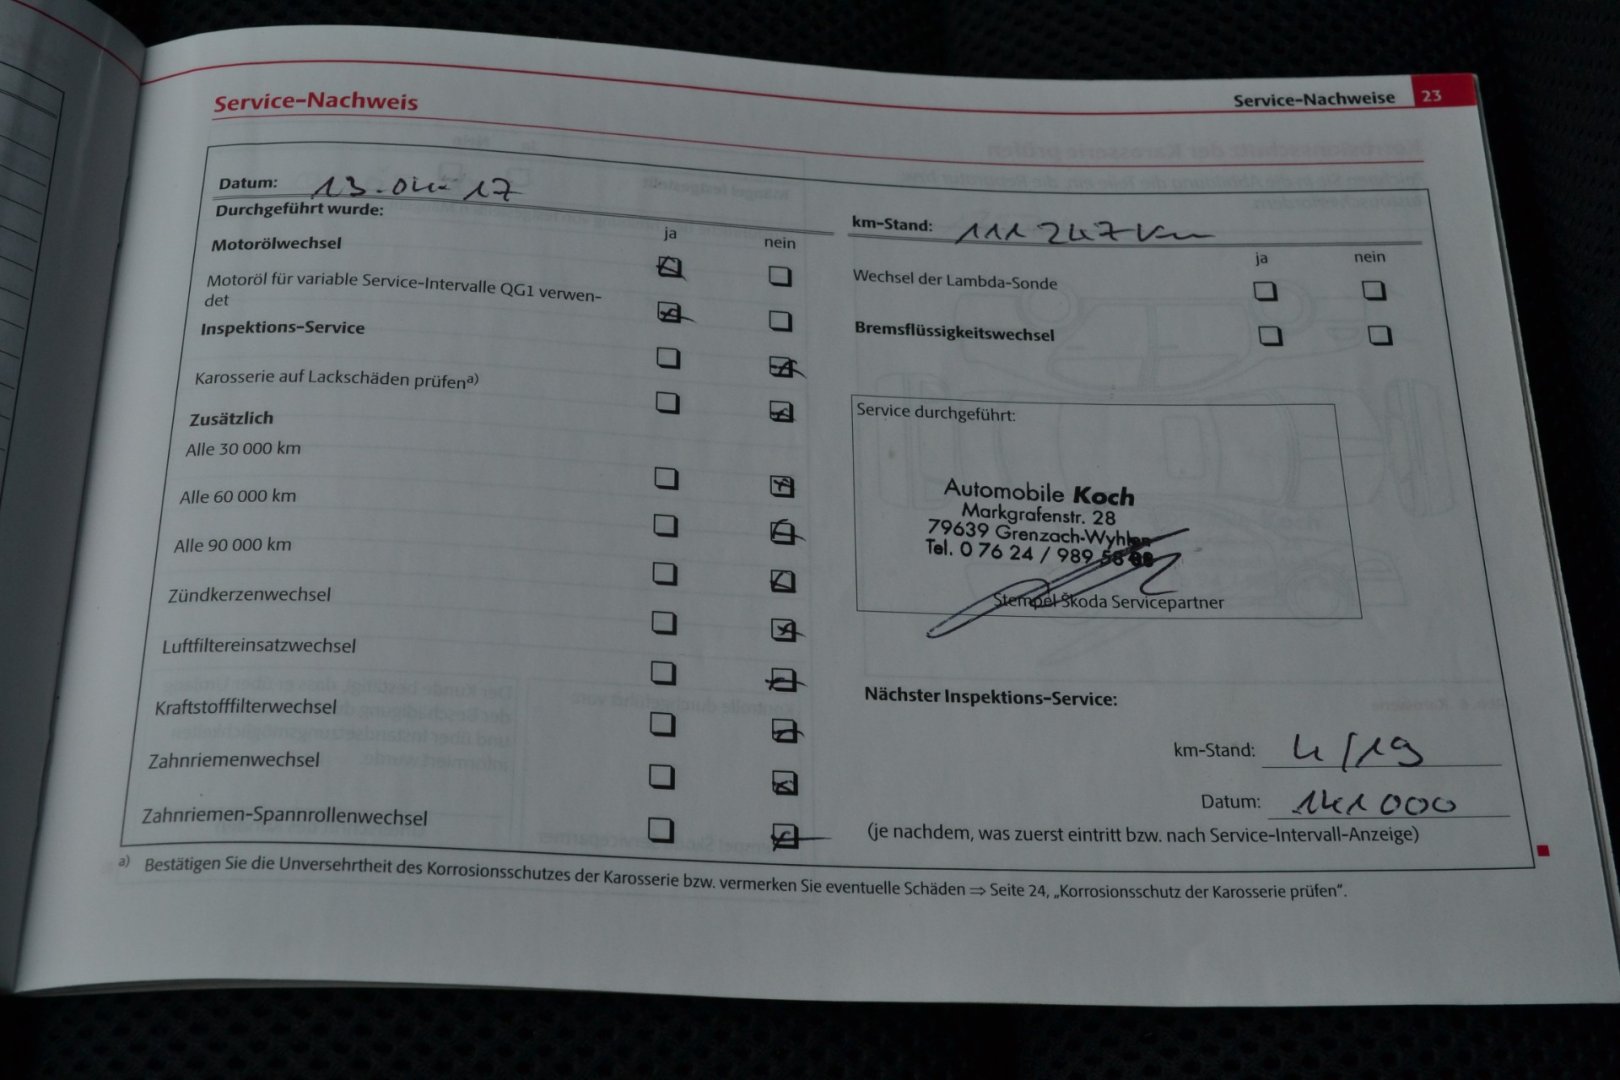 Service-Nachweise 23
Service-Nachweis
Datum: 13.04.17
km-Stand: 111 247 km
Durchgeführt wurde:
ja nein
Motorölwechsel
Motoröl für variable Service-Intervalle QG1 verwen-
det
Inspektions-Service
Karosserie auf Lackschäden prüfen a)
Zusätzlich
Alle 30 000 km
Alle 60 000 km
Alle 90 000 km
Zündkerzenwechsel
Luftfiltereinsatzwechsel
Kraftstofffilterwechsel
Zahnriemenwechsel
Zahnriemen-Spannrollenwechsel
ja nein
Wechsel der Lambda-Sonde
Bremsflüssigkeitswechsel
Service durchgeführt:
Automobile Koch
Markgrafenstr. 28
79639 Grenzach-Wyhlen
Tel. 0 76 24 / 989
Stempel Škoda Servicepartner
Nächster Inspektions-Service:
km-Stand: 4/19
Datum: 141 000
(je nachdem, was zuerst eintritt bzw. nach Service-Intervall-Anzeige)
a) Bestätigen Sie die Unversehrtheit des Korrosionsschutzes der Karosserie bzw. vermerken Sie eventuelle Schäden ⇒ Seite 24, „Korrosionsschutz der Karosserie prüfen“.